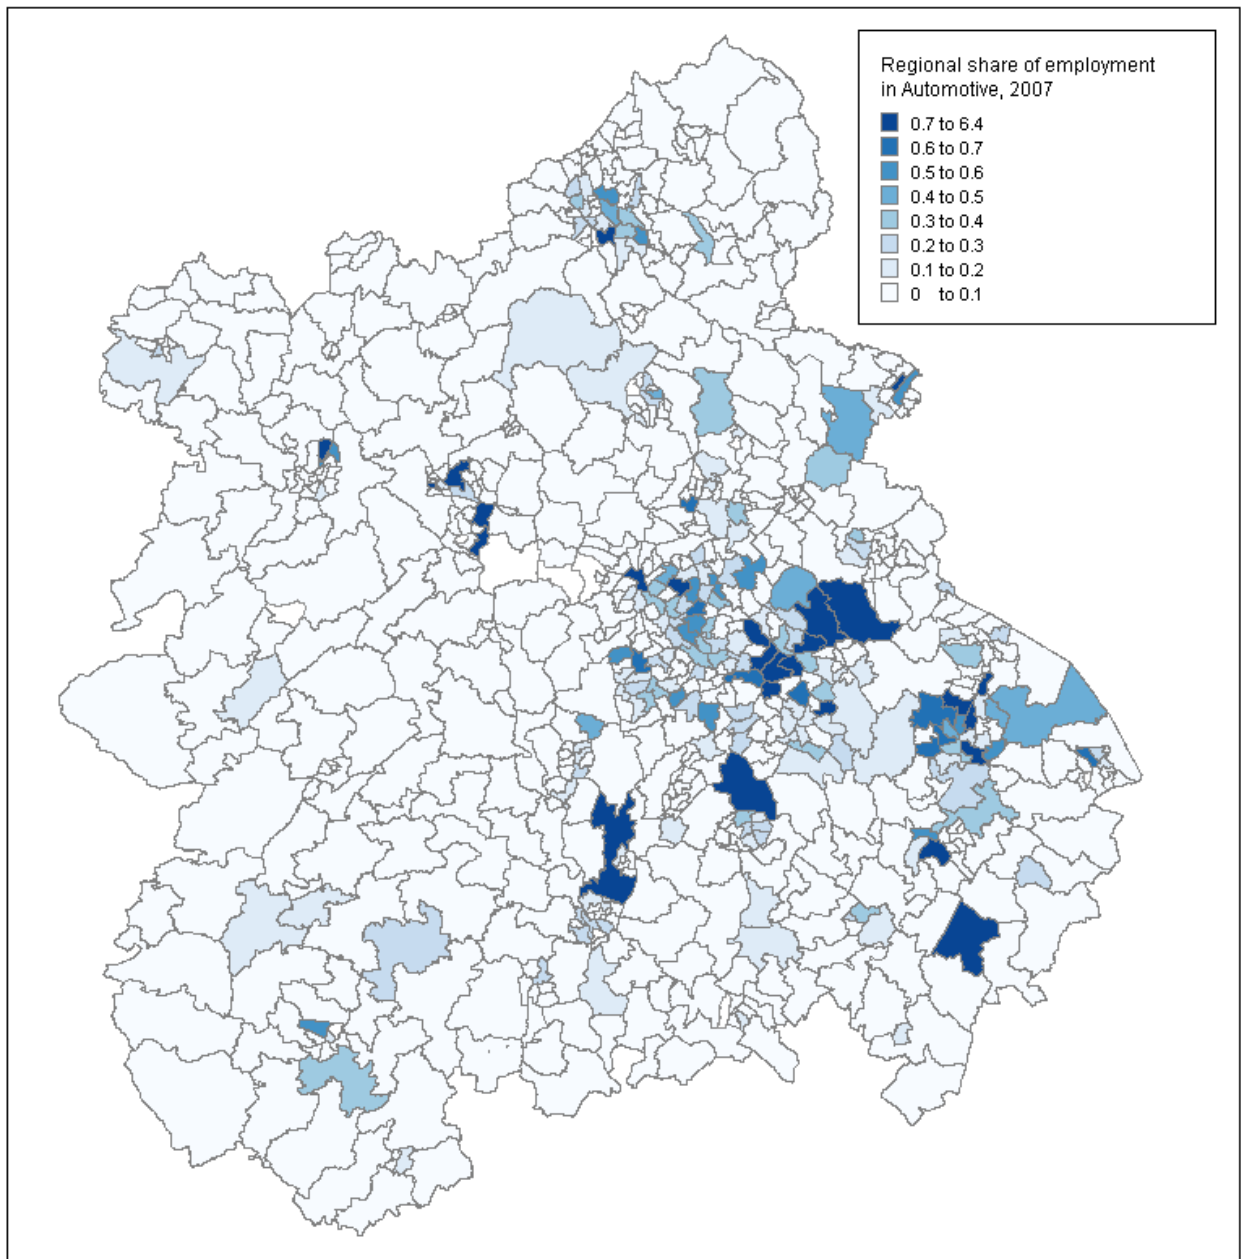 Regional share of employment
in Automotive, 2007
0.7 to 6.4
0.6 to 0.7
0.5 to 0.6
0.4 to 0.5
0.3 to 0.4
0.2 to 0.3
0.1 to 0.2
0 to 0.1